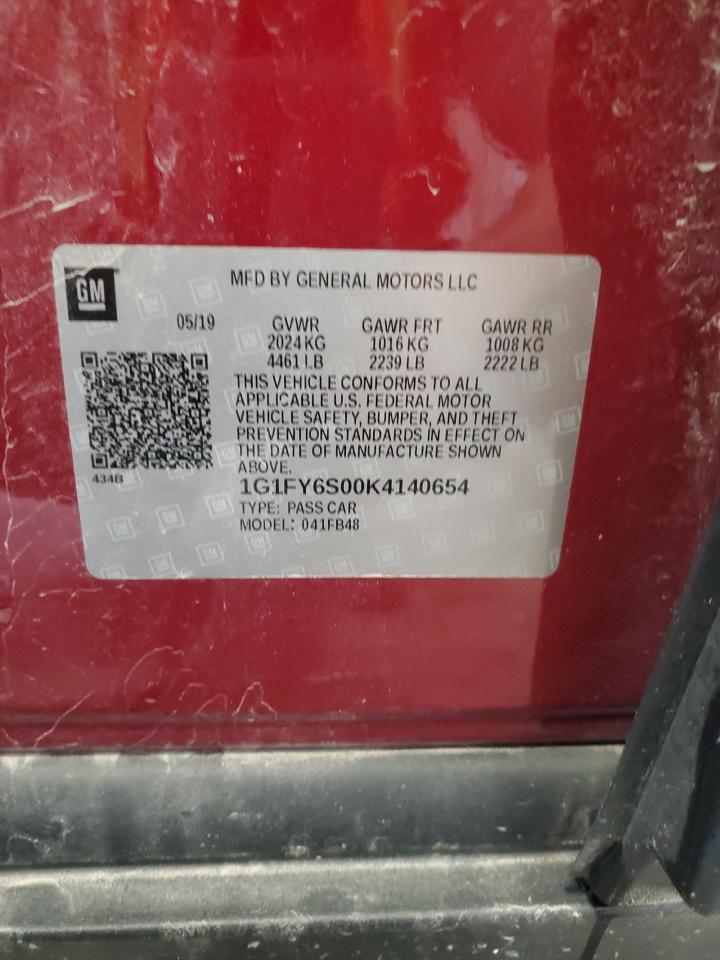 GM
MFD BY GENERAL MOTORS LLC
05/19 GVWR GAWR FRT GAWR RR
2024 KG 1016 KG 1008 KG
4461 LB 2239 LB 2222 LB
THIS VEHICLE CONFORMS TO ALL
APPLICABLE U.S. FEDERAL MOTOR
VEHICLE SAFETY, BUMPER, AND THEFT
PREVENTION STANDARDS IN EFFECT ON
THE DATE OF MANUFACTURE SHOWN
ABOVE.
434B
1G1FY6S00K4140654
TYPE: PASS CAR
MODEL: 041FB48